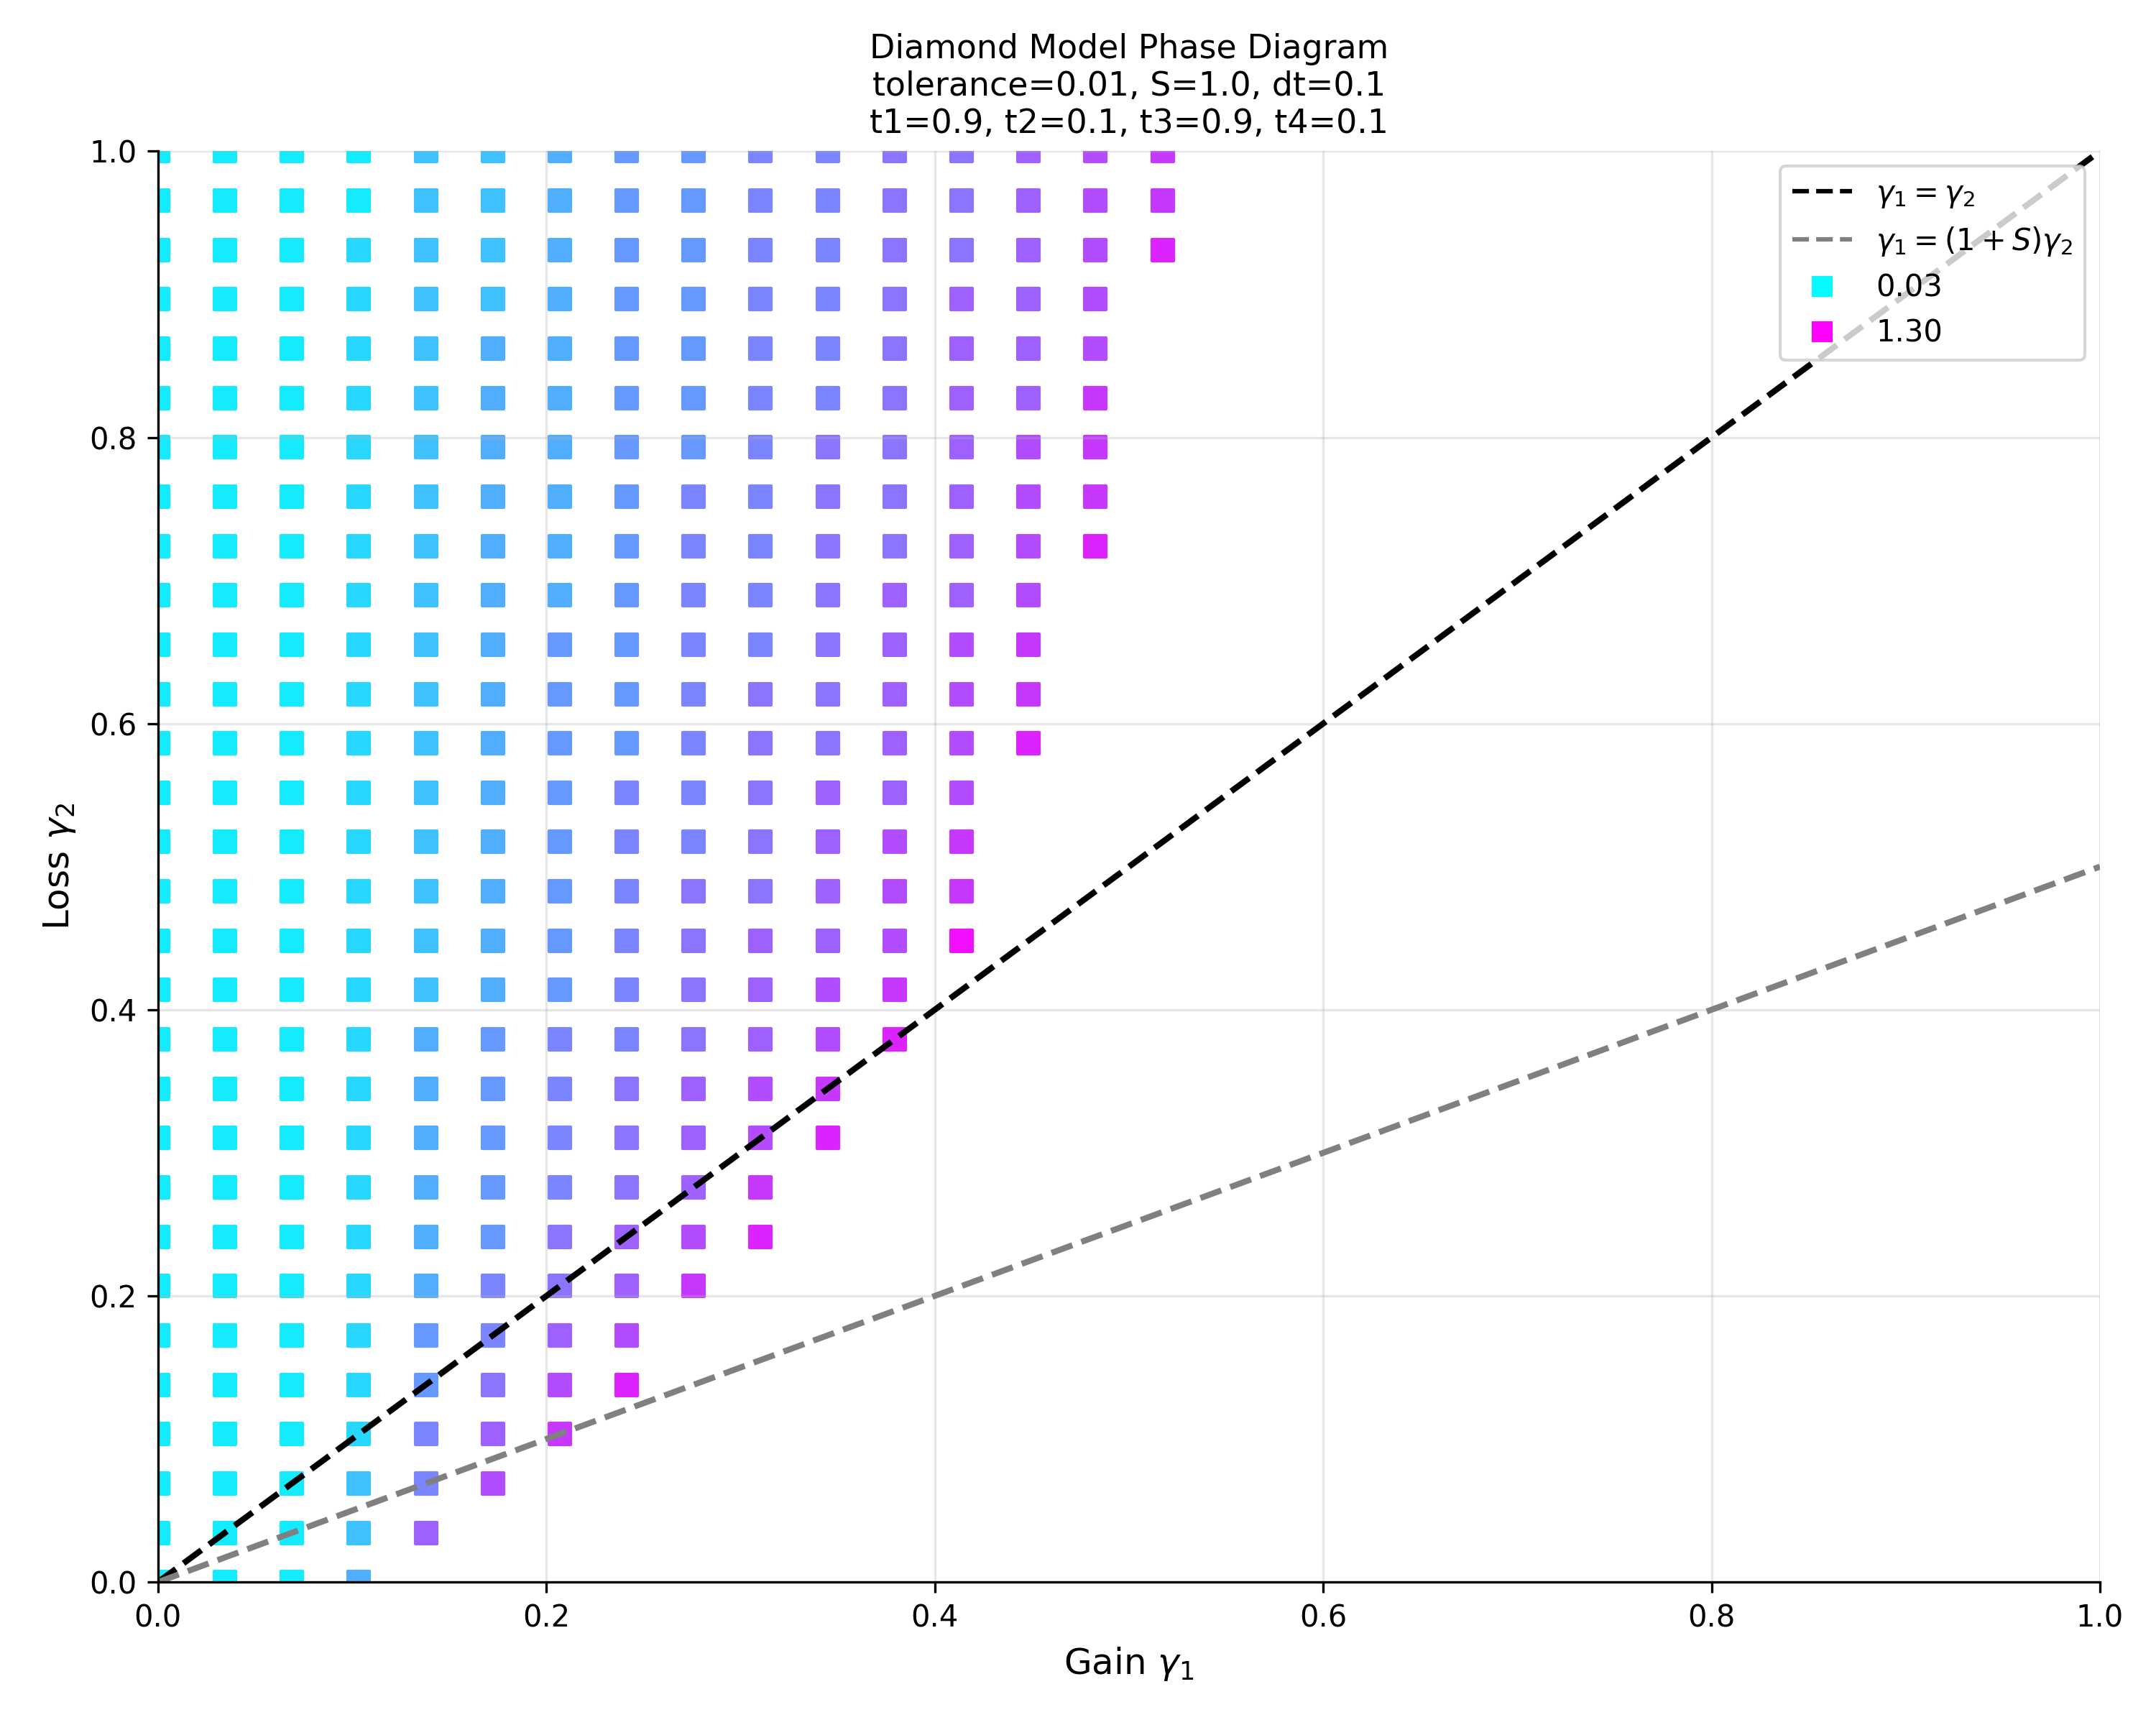 Diamond Model Phase Diagram
tolerance=0.01, S=1.0, dt=0.1
t1=0.9, t2=0.1, t3=0.9, t4=0.1
γ₁ = γ₂
γ₁ = (1 + S)γ₂
0.03
1.30
Loss γ₂
1.0
0.8
0.6
0.4
0.2
0.0
0.0 0.2 0.4 0.6 0.8 1.0
Gain γ₁